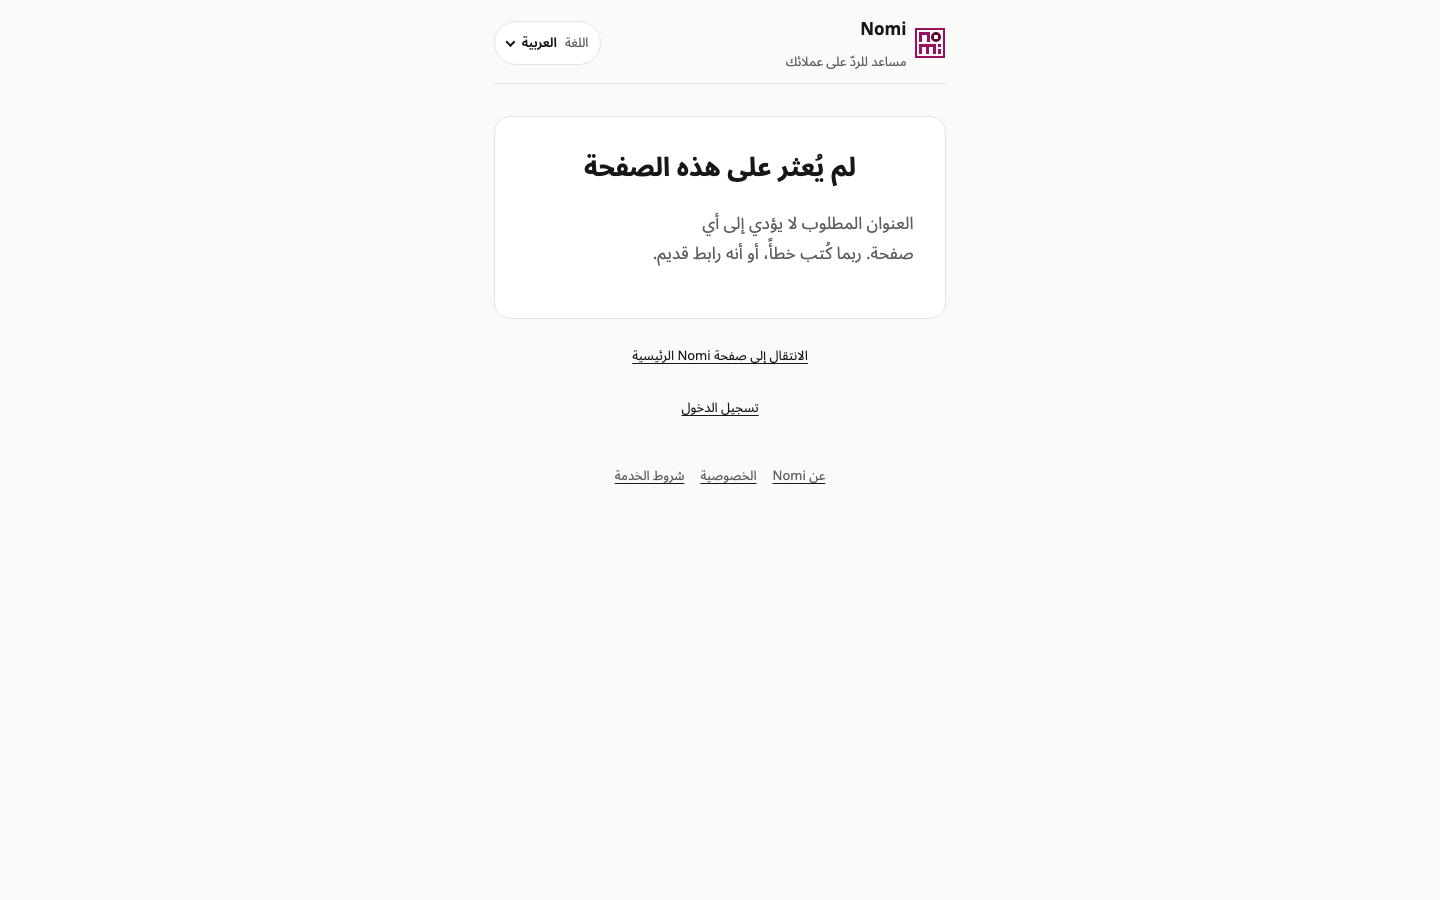 Nomi
مساعد للردّ على عملائك
اللغة العربية
لم يُعثر على هذه الصفحة
العنوان المطلوب لا يؤدي إلى أي
صفحة. ربما كُتب خطأً، أو أنه رابط قديم.
الانتقال إلى صفحة Nomi الرئيسية
تسجيل الدخول
عن Nomi الخصوصية شروط الخدمة